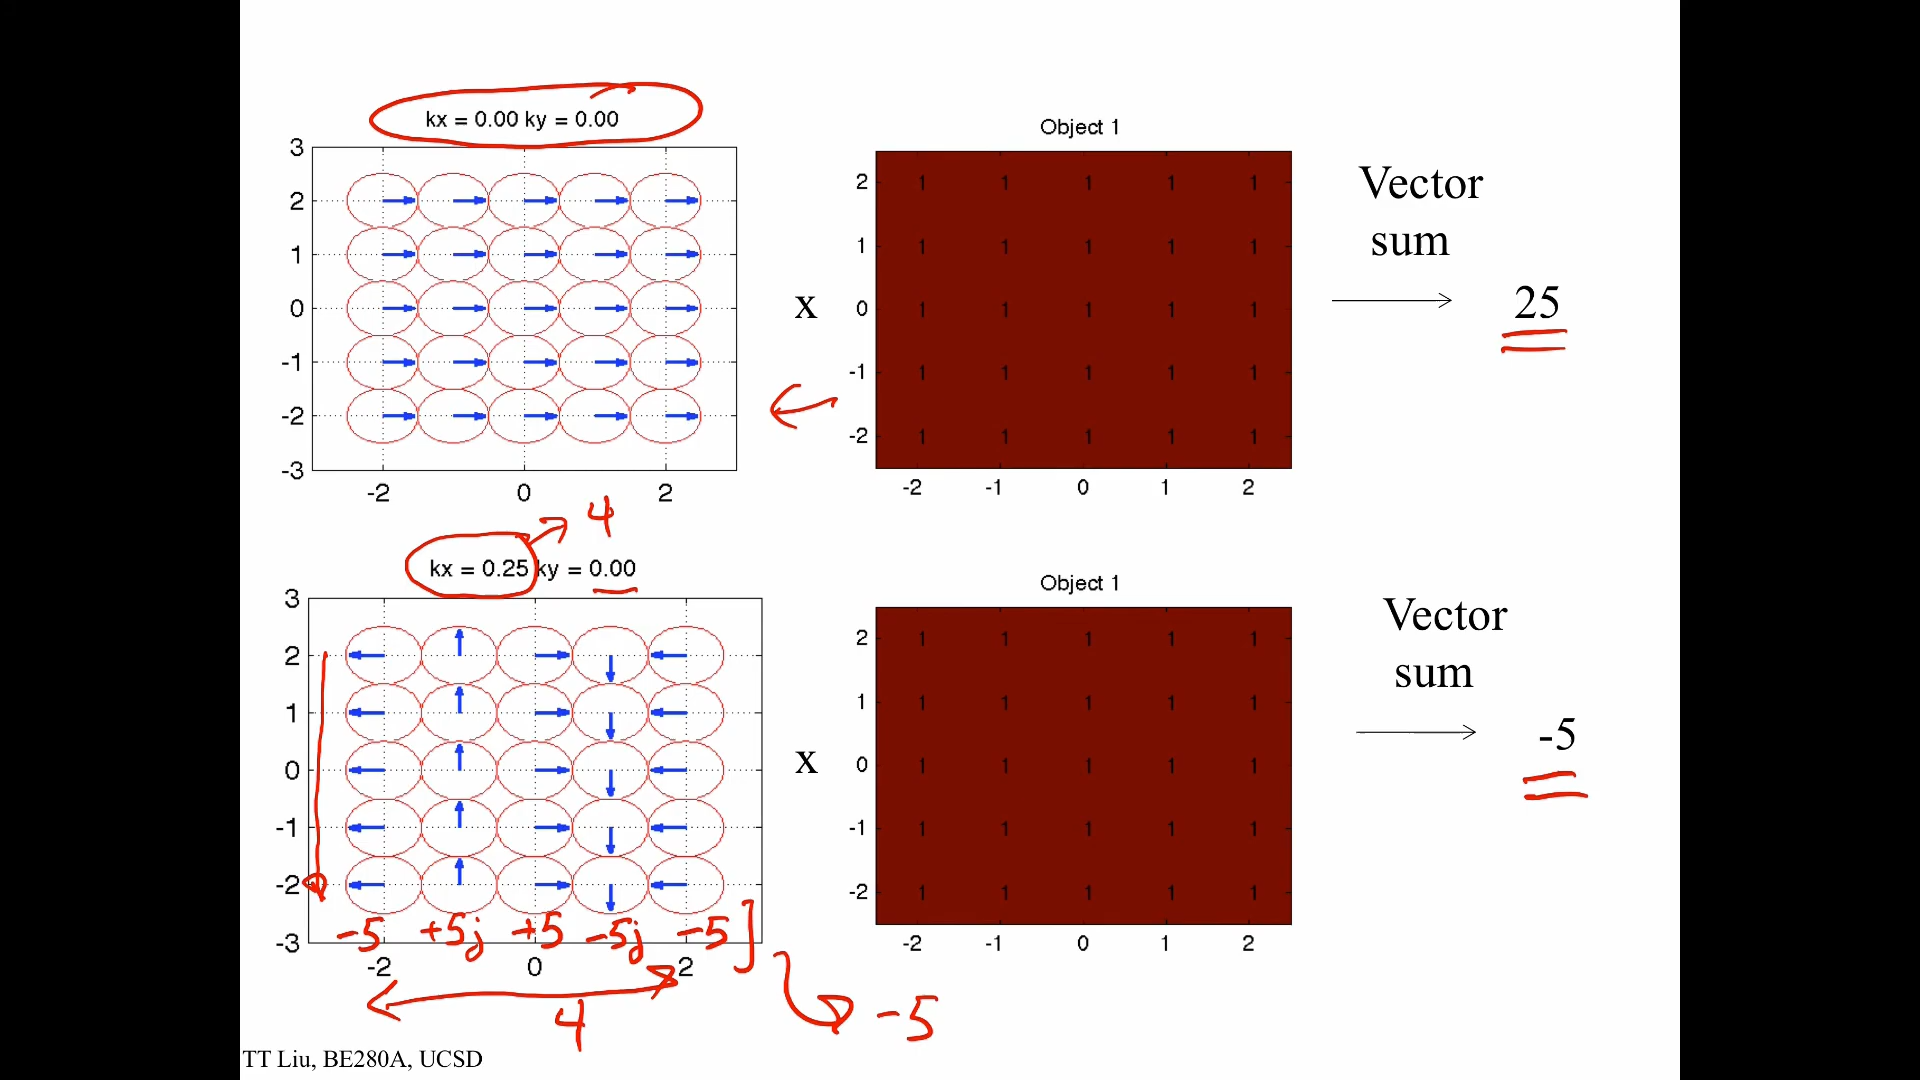 kx = 0.00 ky = 0.00
3
2
1
0
-1
-2
-3
-2 0 2
x
Object 1
2 1 1 1 1 1
1 1 1 1 1 1
0 1 1 1 1 1
-1 1 1 1 1 1
-2 1 1 1 1 1
-2 -1 0 1 2
Vector
sum
25
4
kx = 0.25 ky = 0.00
3
2
1
0
-1
-2
-3
-5 +5j +5 -5j -5]
-2 0 2
4
-5
x
Object 1
2 1 1 1 1 1
1 1 1 1 1 1
0 1 1 1 1 1
-1 1 1 1 1 1
-2 1 1 1 1 1
-2 -1 0 1 2
Vector
sum
-5
TT Liu, BE280A, UCSD